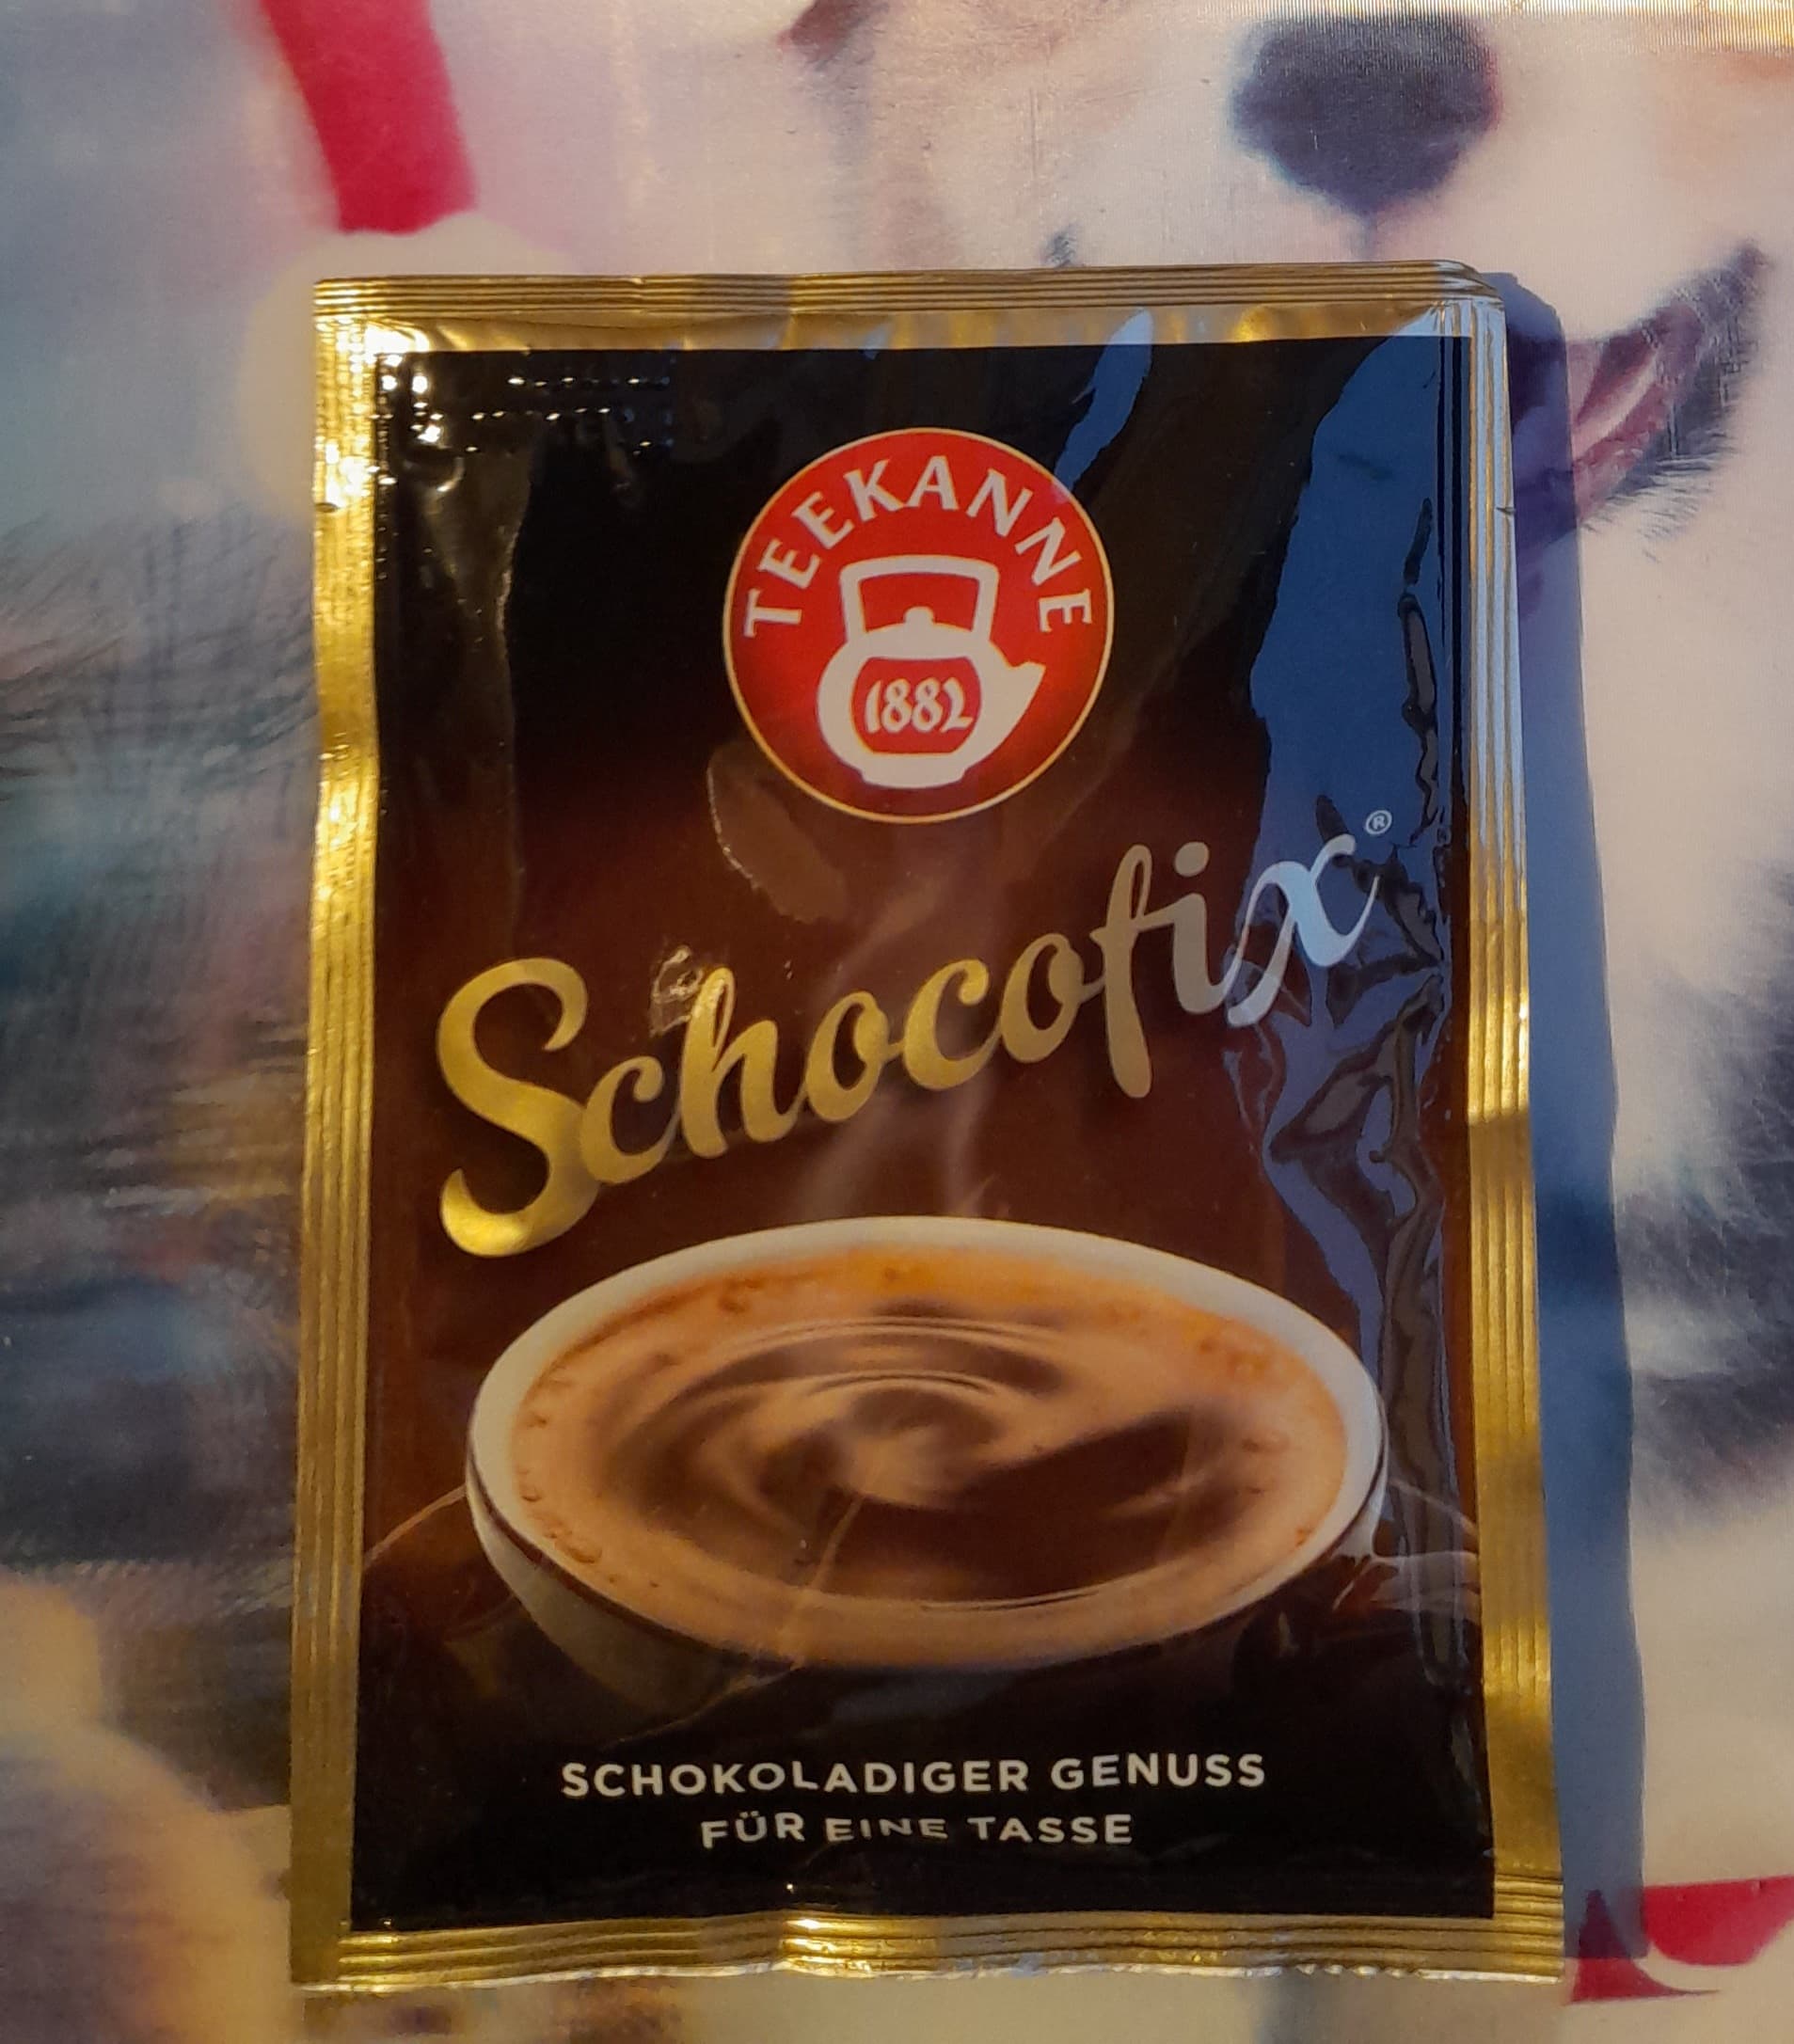 TEEKANNE
1882
Schocofix®
SCHOKOLADIGER GENUSS
FÜR EINE TASSE